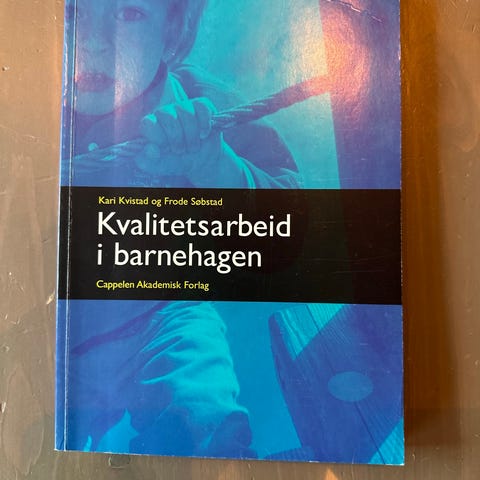 Kari Kvistad og Frode Søbstad
Kvalitetsarbeid
i barnehagen
Cappelen Akademisk Forlag